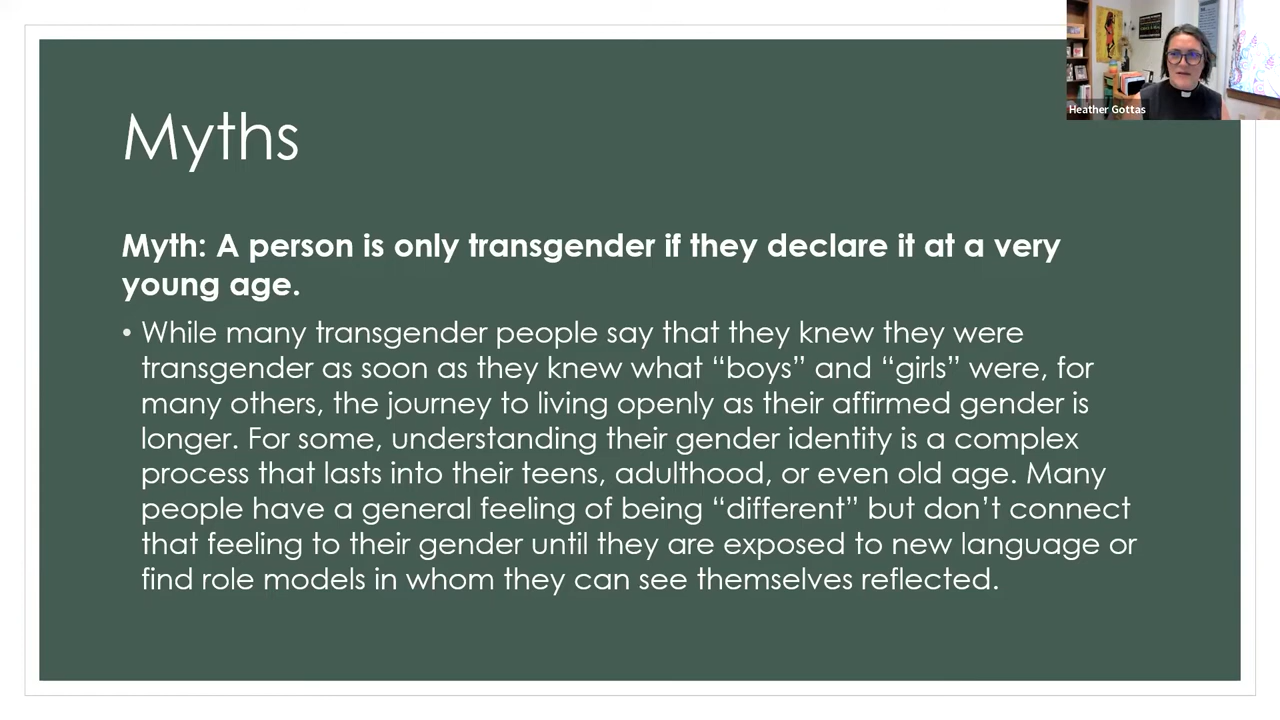 Heather Gottas
Myths
Myth: A person is only transgender if they declare it at a very
young age.
• While many transgender people say that they knew they were
transgender as soon as they knew what “boys” and “girls” were, for
many others, the journey to living openly as their affirmed gender is
longer. For some, understanding their gender identity is a complex
process that lasts into their teens, adulthood, or even old age. Many
people have a general feeling of being “different” but don’t connect
that feeling to their gender until they are exposed to new language or
find role models in whom they can see themselves reflected.